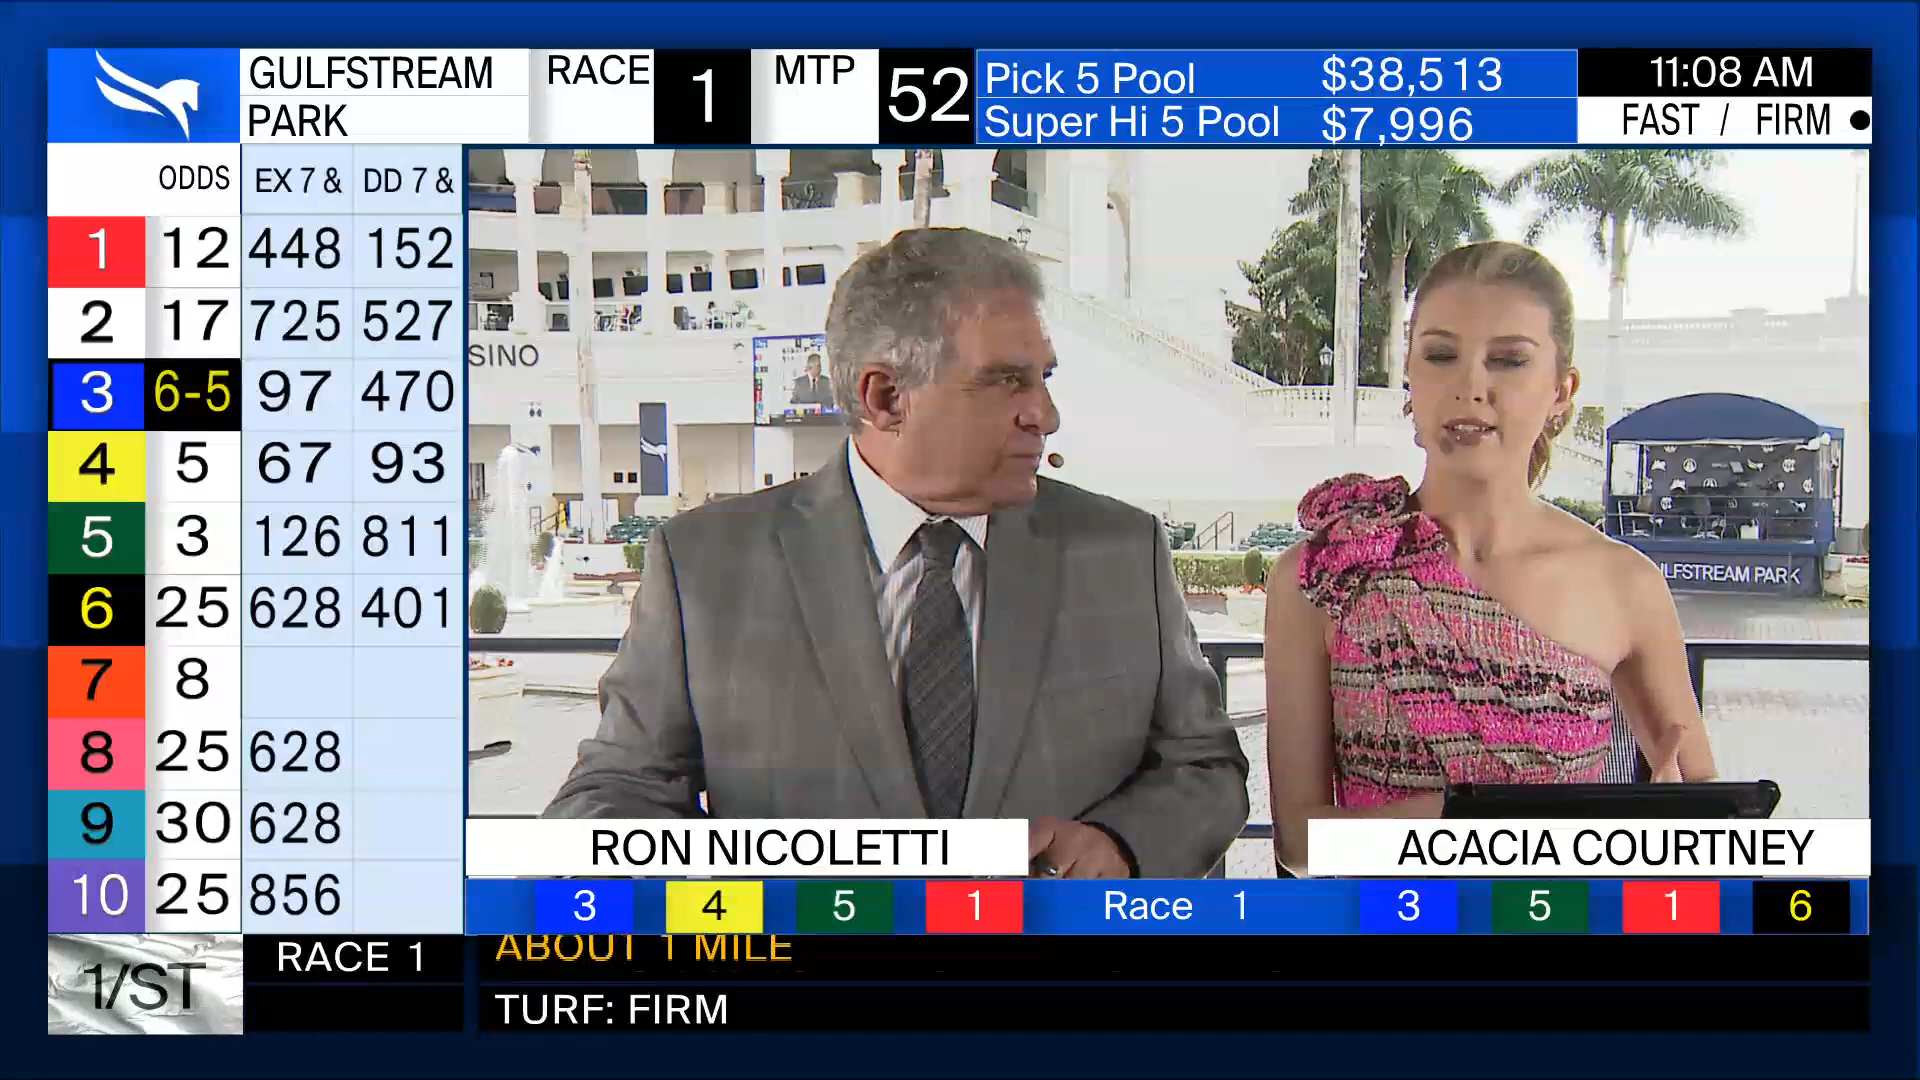 GULFSTREAM
PARK
RACE 1 MTP 52
Pick 5 Pool $38,513
Super Hi 5 Pool $7,996
11:08 AM
FAST / FIRM
ODDS EX 7 & DD 7 &
1 12 448 152
2 17 725 527
3 6-5 97 470
4 5 67 93
5 3 126 811
6 25 628 401
7 8
8 25 628
9 30 628
10 25 856
SINO
LFSTREAM PARK
RON NICOLETTI
ACACIA COURTNEY
3 4 5 1 Race 1 3 5 1 6
1/ST
RACE 1
ABOUT 1 MILE
TURF: FIRM